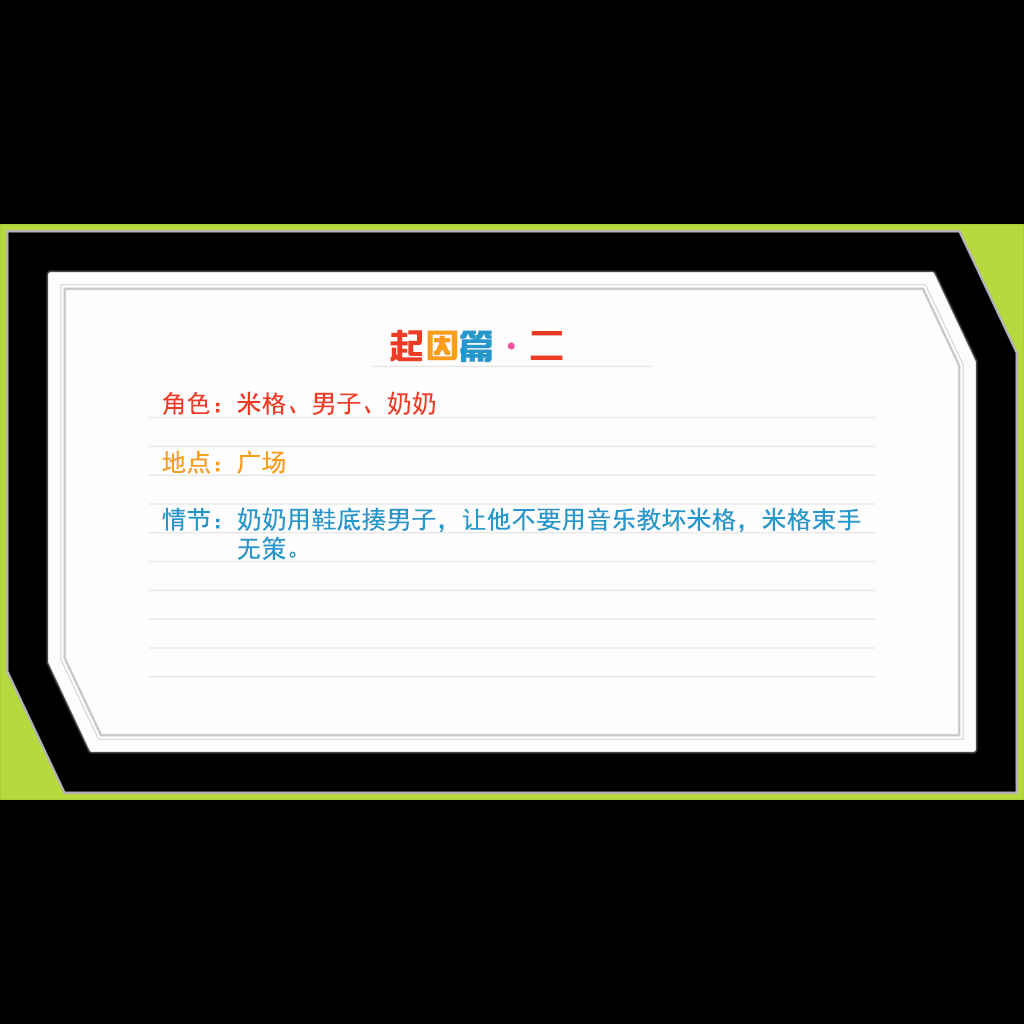 起因篇·二
角色：米格、男子、奶奶
地点：广场
情节：奶奶用鞋底揍男子，让他不要用音乐教坏米格，米格束手
无策。